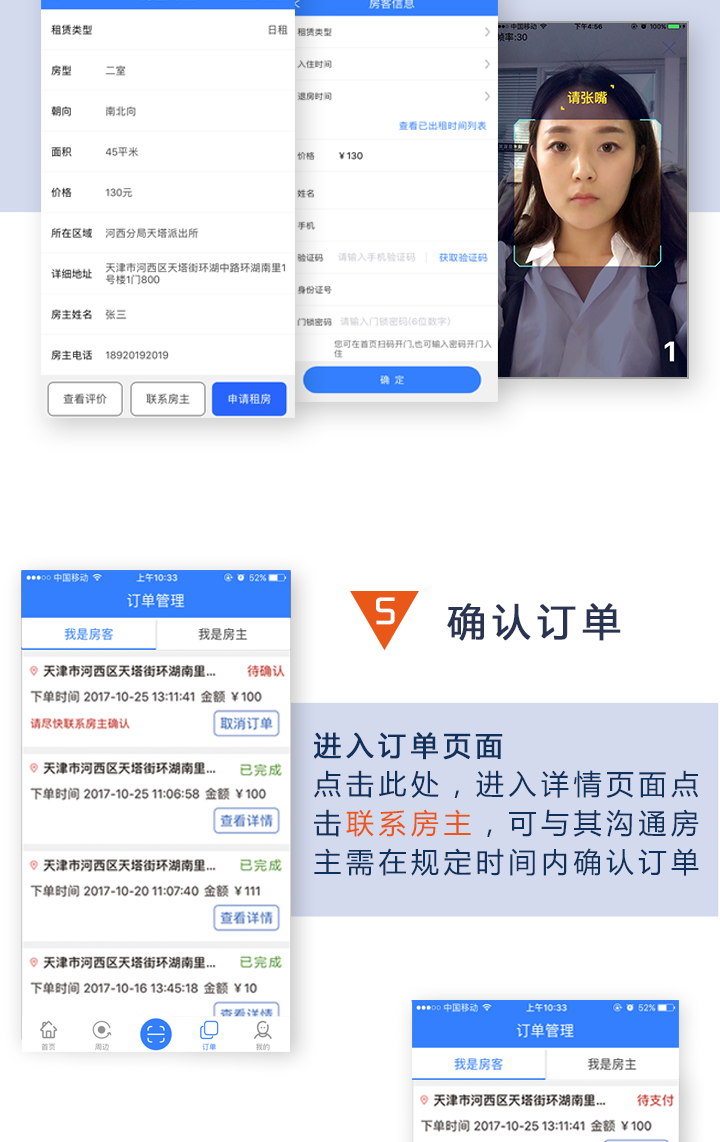 租赁类型 日租
房型 二室
朝向 南北向
面积 45平米
价格 130元
所在区域 河西分局天塔派出所
详细地址 天津市河西区天塔街环湖中路环湖南里1
号楼1门800
房主姓名 张三
房主电话 18920192019
查看评价 联系房主 申请租房
房客信息
租赁类型
入住时间
退房时间
查看已出租时间列表
价格 ￥130
姓名
手机
验证码 请输入手机验证码 获取验证码
身份证号
门锁密码 请输入门锁密码(6位数字)
您可在首页扫码开门,也可输入密码开门入
住
确 定
中国移动 下午4:56 100%
帧率:30
请张嘴
1
中国移动 上午10:33 52%
订单管理
我是房客 我是房主
天津市河西区天塔街环湖南里... 待确认
下单时间 2017-10-25 13:11:41 金额 ￥100
请尽快联系房主确认 取消订单
天津市河西区天塔街环湖南里... 已完成
下单时间 2017-10-25 11:06:58 金额 ￥100
查看详情
天津市河西区天塔街环湖南里... 已完成
下单时间 2017-10-20 11:07:40 金额 ￥111
查看详情
天津市河西区天塔街环湖南里... 已完成
下单时间 2017-10-16 13:45:18 金额 ￥10
查看详情
首页 周边 订单 我的
5 确认订单
进入订单页面
点击此处，进入详情页面点
击联系房主，可与其沟通房
主需在规定时间内确认订单
中国移动 上午10:33 52%
订单管理
我是房客 我是房主
天津市河西区天塔街环湖南里... 待支付
下单时间 2017-10-25 13:11:41 金额 ￥100